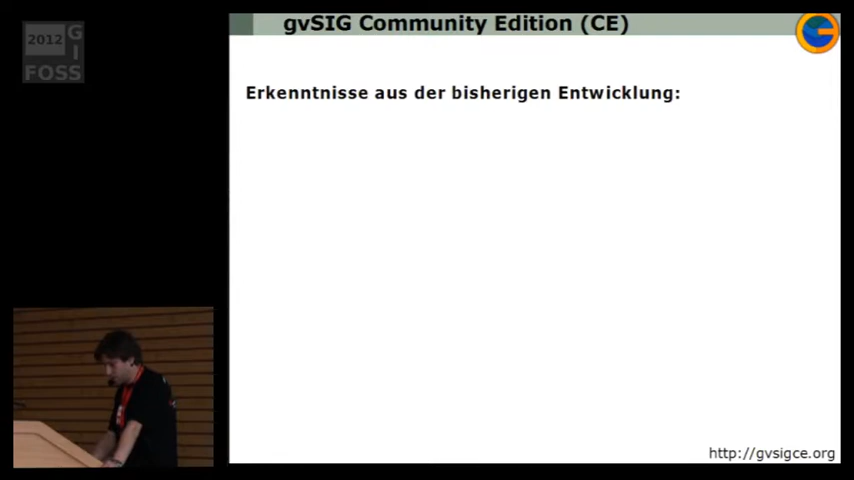 gvSIG Community Edition (CE)
2012 G
I
FOSS
Erkenntnisse aus der bisherigen Entwicklung:
http://gvsigce.org